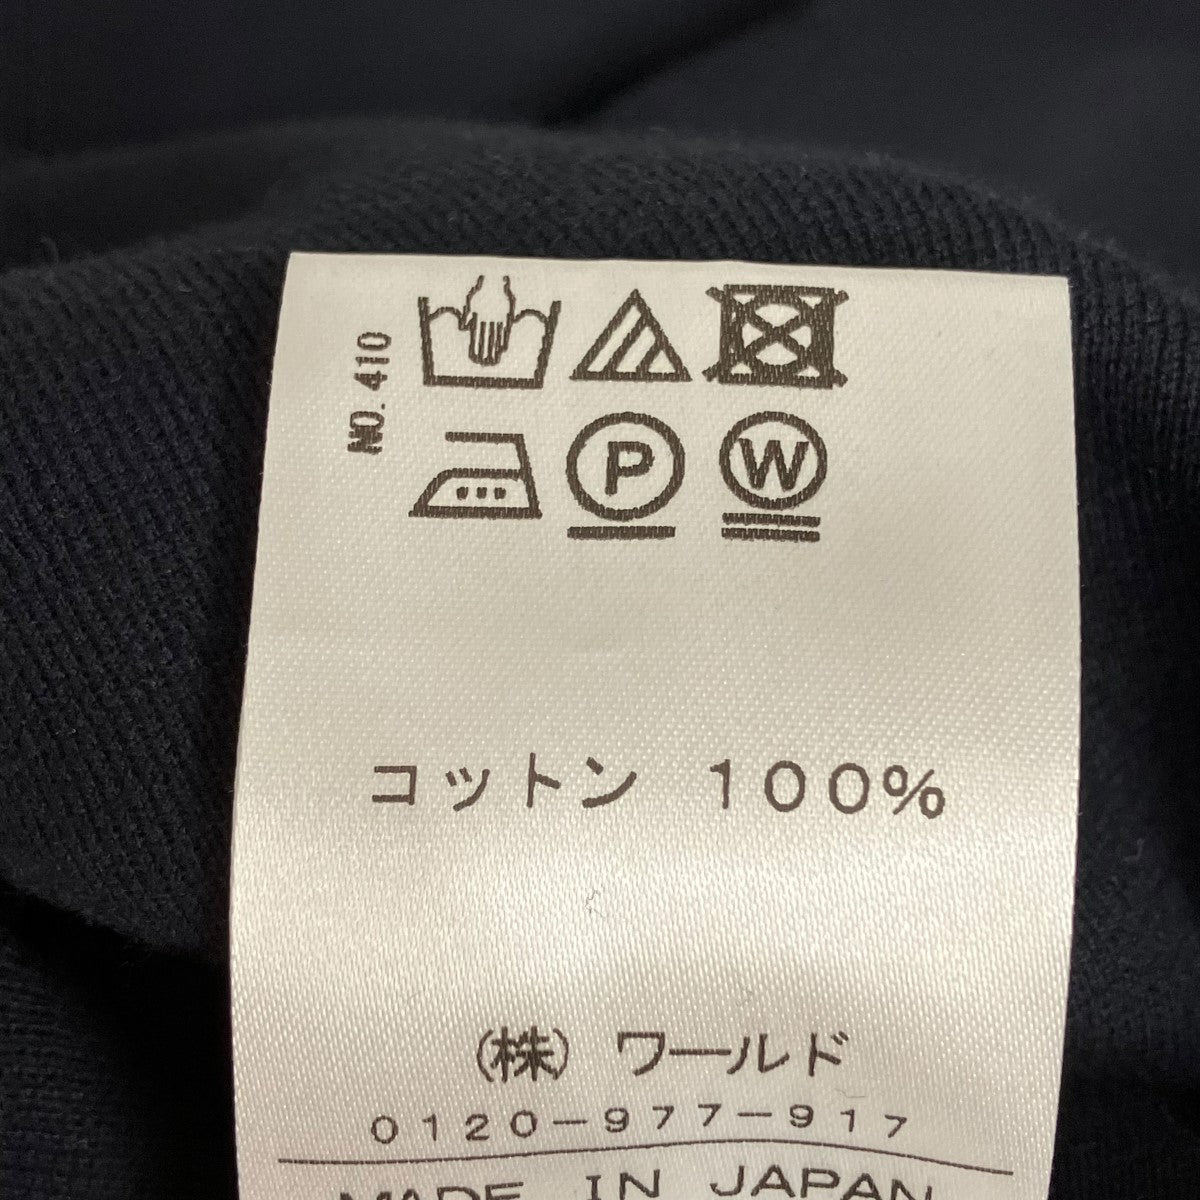 NO.410
P W
コットン 100%
(株) ワールド
0120-977-917
MADE IN JAPAN